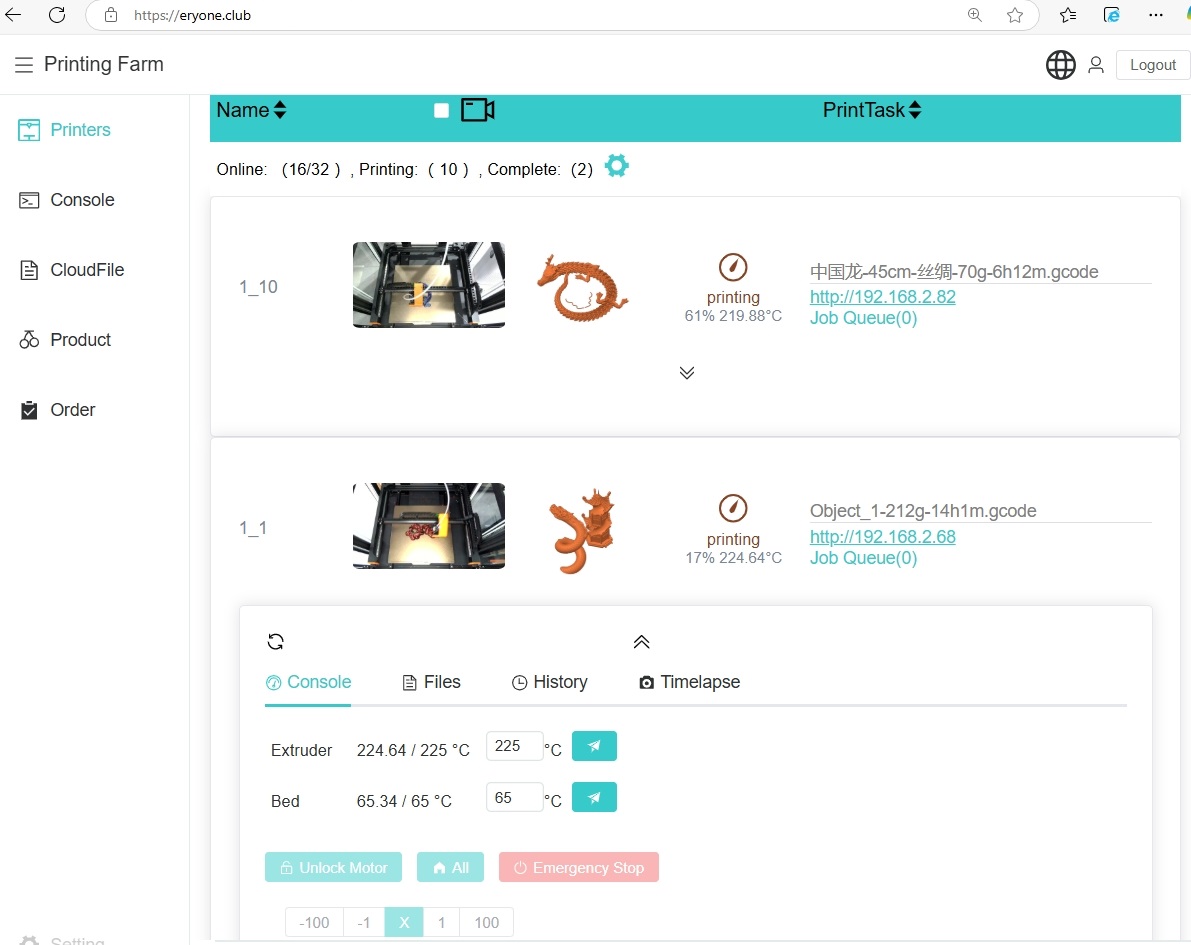 https://eryone.club
Printing Farm
Logout
Printers
Console
CloudFile
Product
Order
Setting
Name PrintTask
Online: (16/32 ) , Printing: ( 10 ) , Complete: (2)
1_10
printing
61% 219.88°C
中国龙-45cm-丝绸-70g-6h12m.gcode
http://192.168.2.82
Job Queue(0)
1_1
printing
17% 224.64°C
Object_1-212g-14h1m.gcode
http://192.168.2.68
Job Queue(0)
Console Files History Timelapse
Extruder 224.64 / 225 °C 225 °C
Bed 65.34 / 65 °C 65 °C
Unlock Motor All Emergency Stop
-100 -1 X 1 100